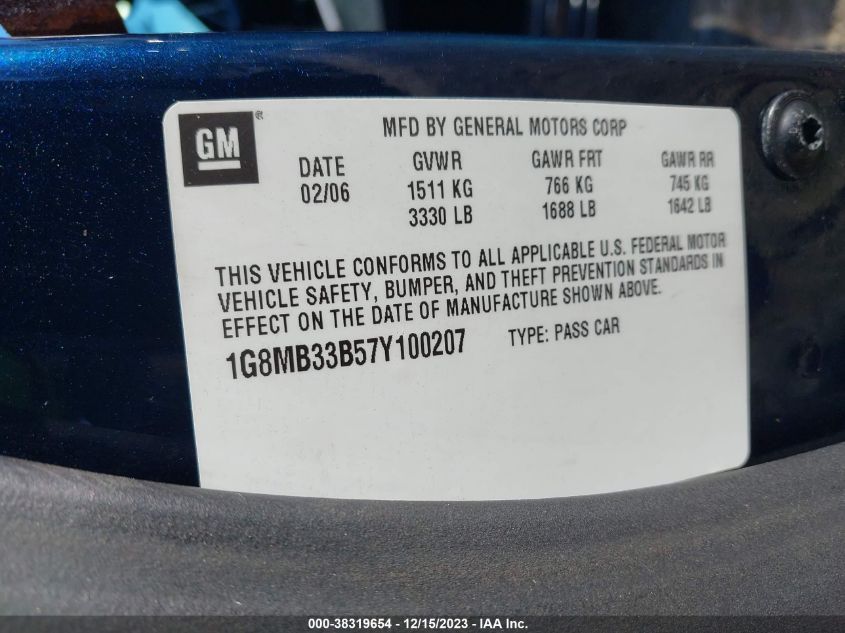 GM ®
MFD BY GENERAL MOTORS CORP
DATE GVWR GAWR FRT GAWR RR
02/06 1511 KG 766 KG 745 KG
3330 LB 1688 LB 1642 LB
THIS VEHICLE CONFORMS TO ALL APPLICABLE U.S. FEDERAL MOTOR
VEHICLE SAFETY, BUMPER, AND THEFT PREVENTION STANDARDS IN
EFFECT ON THE DATE OF MANUFACTURE SHOWN ABOVE.
1G8MB33B57Y100207 TYPE: PASS CAR
000-38319654 - 12/15/2023 - IAA Inc.